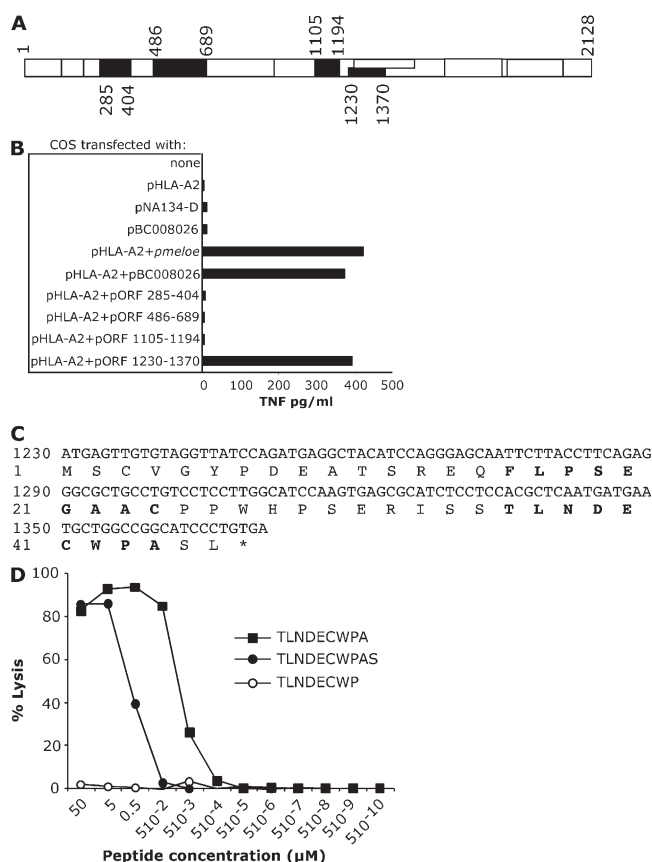 A
1 486 689 1105 1194 2128
285 404 1230 1370
B COS transfected with:
none
pHLA-A2
pNA134-D
pBC008026
pHLA-A2+pmeloe
pHLA-A2+pBC008026
pHLA-A2+pORF 285-404
pHLA-A2+pORF 486-689
pHLA-A2+pORF 1105-1194
pHLA-A2+pORF 1230-1370
0 100 200 300 400 500
TNF pg/ml
C
1230 ATGAGTTGTGTAGGTTATCCAGATGAGGCTACATCCAGGGAGCAATTCTTACCTTCAGAG
1 M S C V G Y P D E A T S R E Q F L P S E
1290 GGCGCTGCCTGTCCTCCTTGGCATCCAAGTGAGCGCATCTCCTCCACGCTCAATGATGAA
21 G A A C P P W H P S E R I S S T L N D E
1350 TGCTGGCCGGCATCCCTGTGA
41 C W P A S L *
D
100
80
60
40
20
0
% Lysis
TLNDECWPA
TLNDECWPAS
TLNDECWP
50 5 0.5 510-2 510-3 510-4 510-5 510-6 510-7 510-8 510-9 510-10
Peptide concentration (µM)